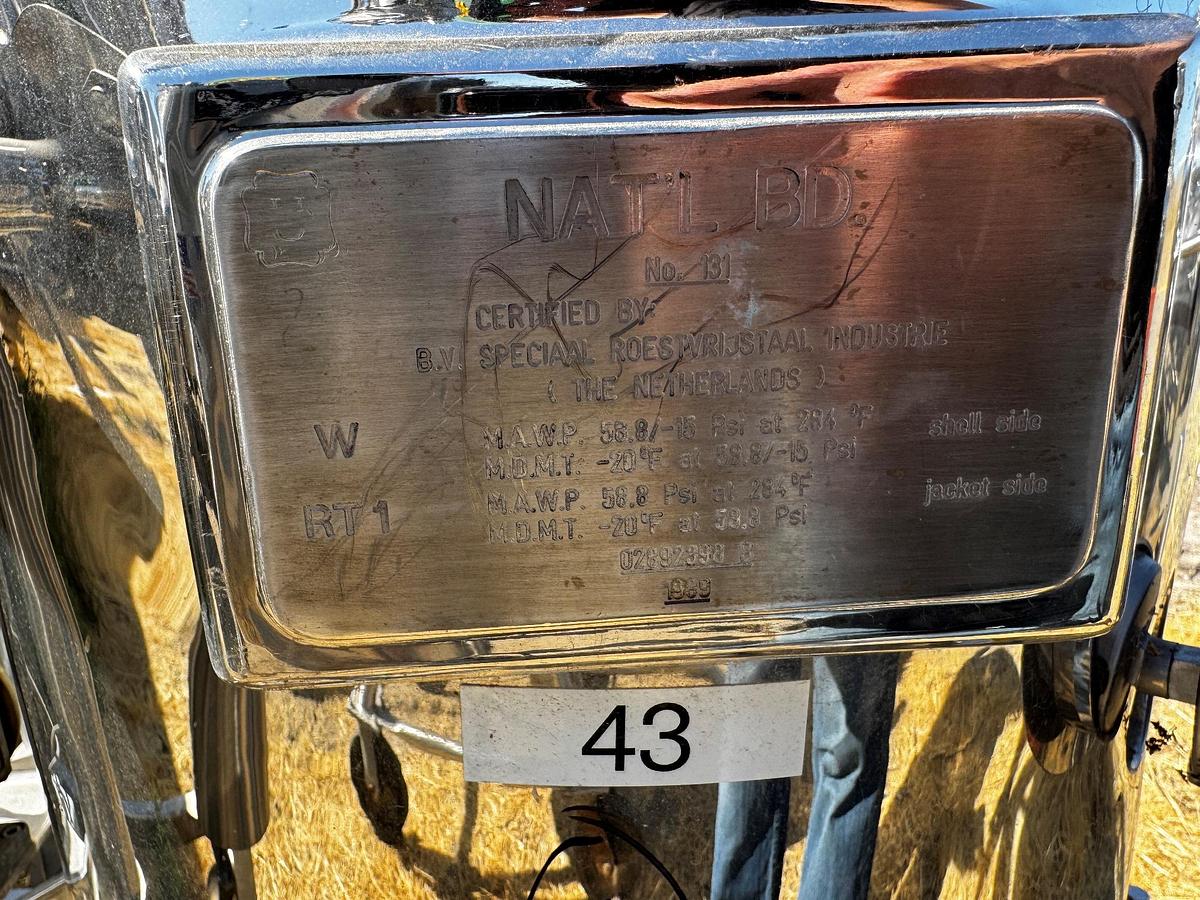 NAT'L BD.
No. 131
CERTIFIED BY:
B.V. SPECIAAL ROESTVRIJSTAAL INDUSTRIE
( THE NETHERLANDS )
W
M.A.W.P. 58.8/-15 Psi at 284 °F shell side
M.D.M.T. -20°F at 58.8/-15 Psi
RT1
M.A.W.P. 58.8 Psi at 284°F jacket side
M.D.M.T. -20°F at 58.8 Psi
43